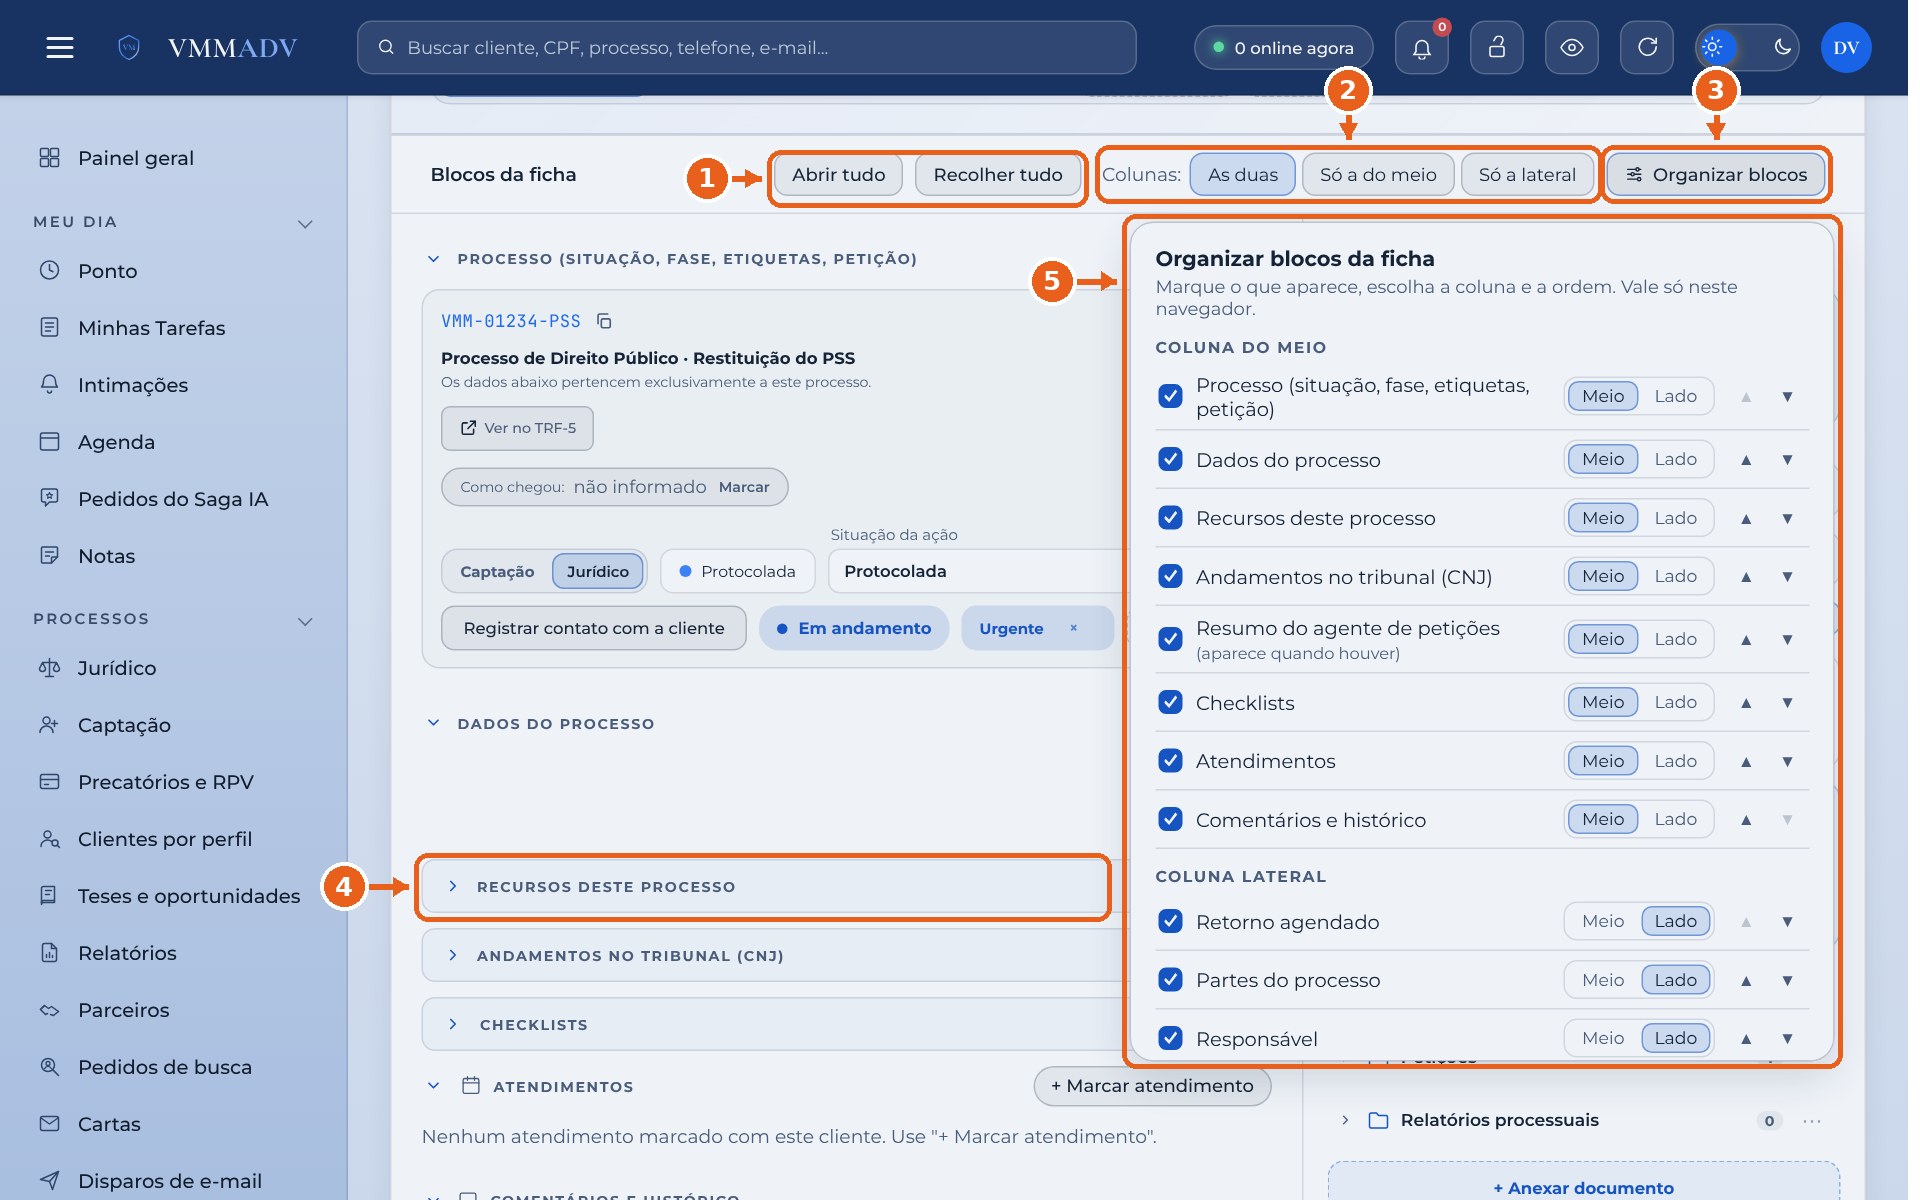 VMMADV
Buscar cliente, CPF, processo, telefone, e-mail...
0 online agora
0
DV
Painel geral
MEU DIA
Ponto
Minhas Tarefas
Intimações
Agenda
Pedidos do Saga IA
Notas
PROCESSOS
Jurídico
Captação
Precatórios e RPV
Clientes por perfil
Teses e oportunidades
Relatórios
Parceiros
Pedidos de busca
Cartas
Disparos de e-mail
Blocos da ficha
1
Abrir tudo
Recolher tudo
2
Colunas:
As duas
Só a do meio
Só a lateral
3
Organizar blocos
PROCESSO (SITUAÇÃO, FASE, ETIQUETAS, PETIÇÃO)
VMM-01234-PSS
Processo de Direito Público · Restituição do PSS
Os dados abaixo pertencem exclusivamente a este processo.
Ver no TRF-5
Como chegou: não informado Marcar
Situação da ação
Captação
Jurídico
Protocolada
Protocolada
Registrar contato com a cliente
Em andamento
Urgente ×
DADOS DO PROCESSO
4
RECURSOS DESTE PROCESSO
ANDAMENTOS NO TRIBUNAL (CNJ)
CHECKLISTS
ATENDIMENTOS
+ Marcar atendimento
Nenhum atendimento marcado com este cliente. Use "+ Marcar atendimento".
COMENTÁRIOS E HISTÓRICO
5
Organizar blocos da ficha
Marque o que aparece, escolha a coluna e a ordem. Vale só neste
navegador.
COLUNA DO MEIO
Processo (situação, fase, etiquetas,
petição)
Meio Lado ▲ ▼
Dados do processo
Meio Lado ▲ ▼
Recursos deste processo
Meio Lado ▲ ▼
Andamentos no tribunal (CNJ)
Meio Lado ▲ ▼
Resumo do agente de petições
(aparece quando houver)
Meio Lado ▲ ▼
Checklists
Meio Lado ▲ ▼
Atendimentos
Meio Lado ▲ ▼
Comentários e histórico
Meio Lado ▲ ▼
COLUNA LATERAL
Retorno agendado
Meio Lado ▲ ▼
Partes do processo
Meio Lado ▲ ▼
Responsável
Meio Lado ▲ ▼
Petições
Relatórios processuais
0 ...
+ Anexar documento